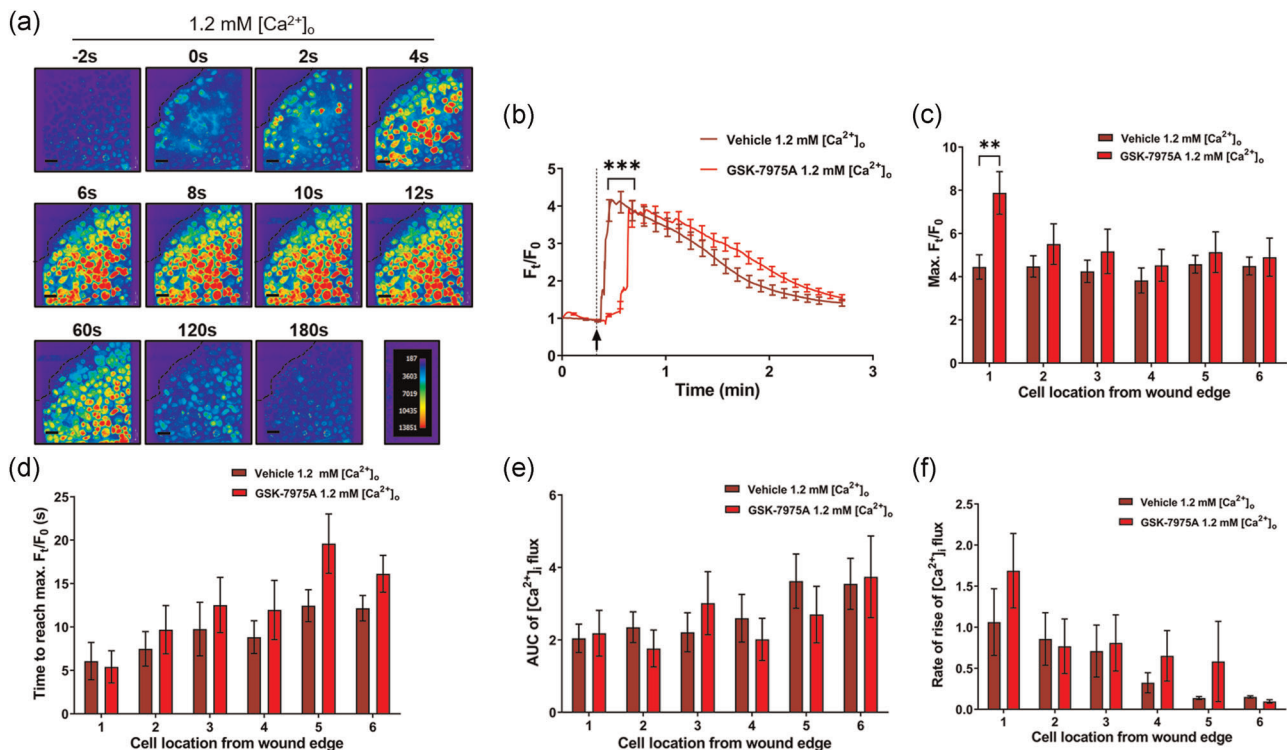 (a)
1.2 mM [Ca²⁺]ₒ
-2s 0s 2s 4s
6s 8s 10s 12s
60s 120s 180s
187
3603
7019
10435
13851
(b)
Vehicle 1.2 mM [Ca²⁺]ₒ
GSK-7975A 1.2 mM [Ca²⁺]ₒ
***
Fₜ/F₀
5
4
3
2
1
0
0 1 2 3
Time (min)
(c)
Vehicle 1.2 mM [Ca²⁺]ₒ
GSK-7975A 1.2 mM [Ca²⁺]ₒ
**
Max. Fₜ/F₀
10
8
6
4
2
0
1 2 3 4 5 6
Cell location from wound edge
(d)
Vehicle 1.2 mM [Ca²⁺]ₒ
GSK-7975A 1.2 mM [Ca²⁺]ₒ
Time to reach max. Fₜ/F₀ (s)
25
20
15
10
5
0
1 2 3 4 5 6
Cell location from wound edge
(e)
Vehicle 1.2 mM [Ca²⁺]ₒ
GSK-7975A 1.2 mM [Ca²⁺]ₒ
AUC of [Ca²⁺]ᵢ flux
6
4
2
0
1 2 3 4 5 6
Cell location from wound edge
(f)
Vehicle 1.2 mM [Ca²⁺]ₒ
GSK-7975A 1.2 mM [Ca²⁺]ₒ
Rate of rise of [Ca²⁺]ᵢ flux
2.5
2.0
1.5
1.0
0.5
0.0
1 2 3 4 5 6
Cell location from wound edge